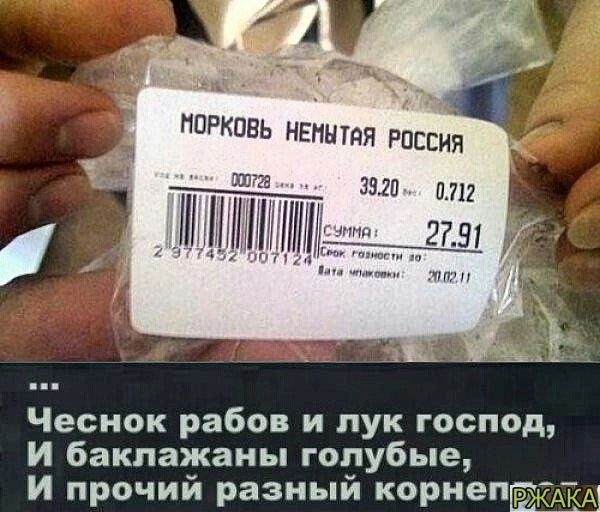 РЖАКА
МОРКОВЬ НЕМЫТАЯ РОССИЯ
000728 39.20 0.712
СУММА: 27.91
2 977452 007124
Срок годности до:
Дата упаковки: 20.02.11
...
Чеснок рабов и лук господ,
И баклажаны голубые,
И прочий разный
РЖАКА